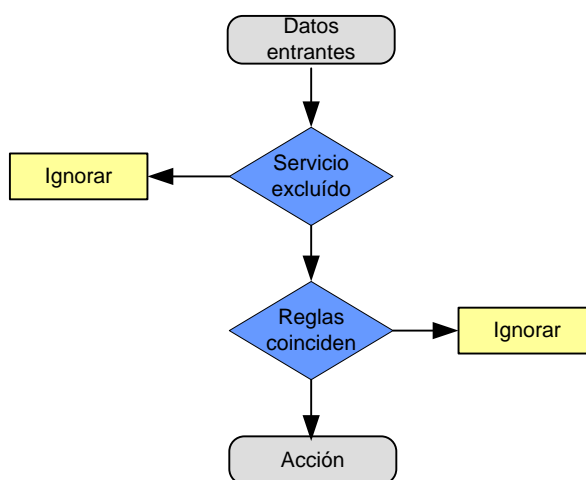 Datos
entrantes
Servicio
excluído
Ignorar
Reglas
coinciden
Ignorar
Acción